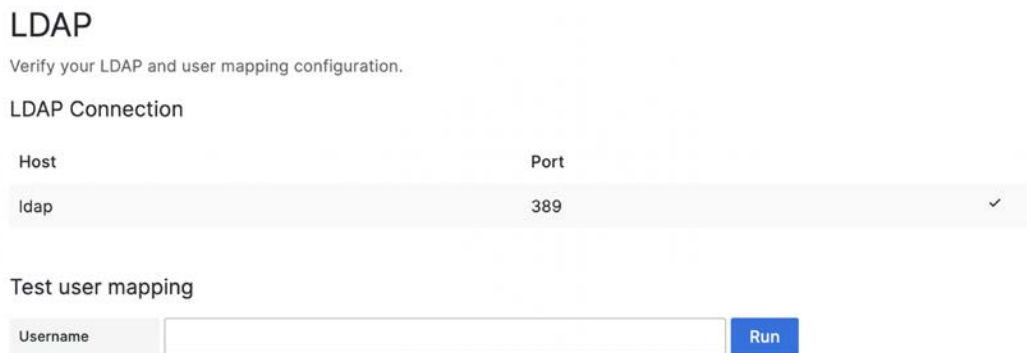 LDAP
Verify your LDAP and user mapping configuration.
LDAP Connection
Host Port
ldap 389
Test user mapping
Username Run